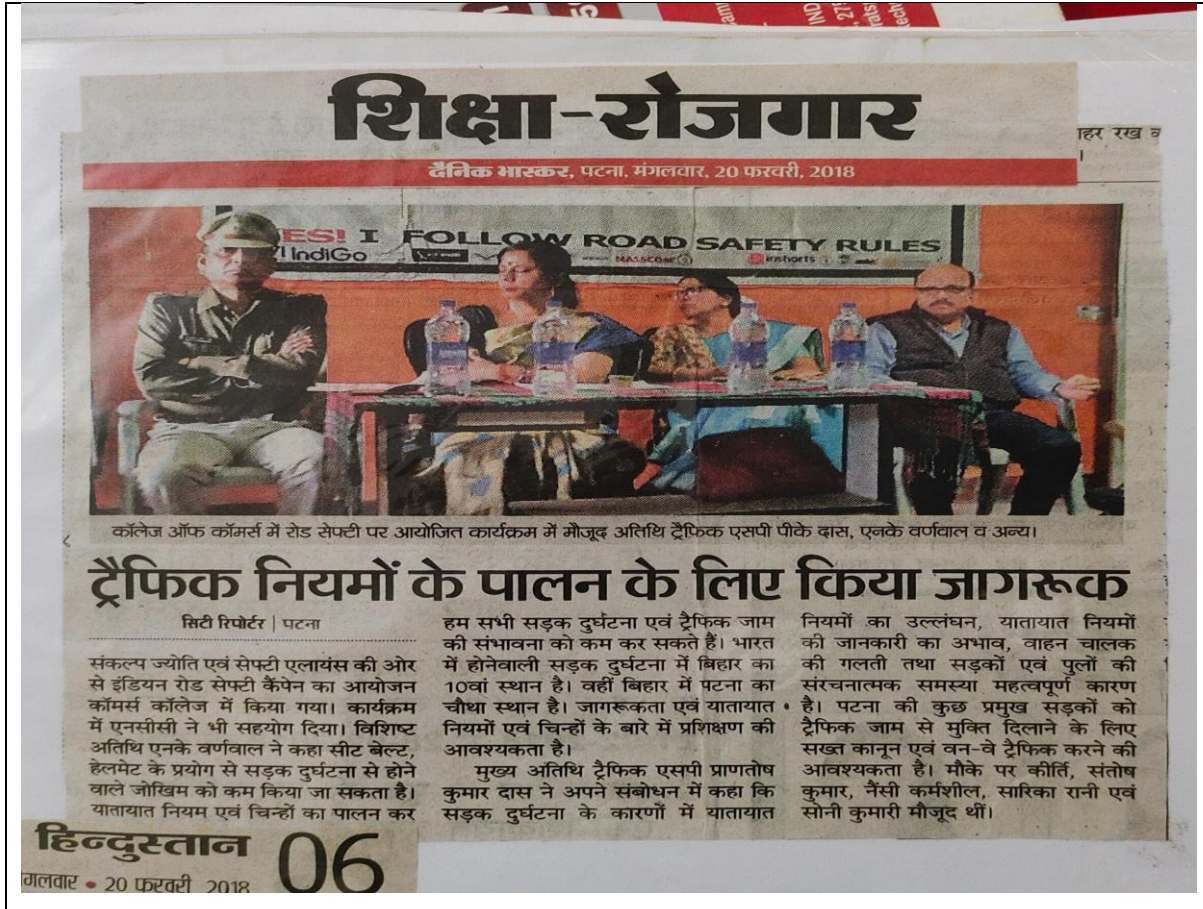 शिक्षा-रोजगार
ाहर रख व
।
दैनिक भास्कर, पटना, मंगलवार, 20 फरवरी, 2018
ES! I FOLLOW ROAD SAFETY RULES
IndiGo
MASSCOM
inshorts
कॉलेज ऑफ कॉमर्स में रोड सेफ्टी पर आयोजित कार्यक्रम में मौजूद अतिथि ट्रैफिक एसपी पीके दास, एनके वर्णवाल व अन्य।
ट्रैफिक नियमों के पालन के लिए किया जागरूक
सिटी रिपोर्टर | पटना
संकल्प ज्योति एवं सेफ्टी एलायंस की ओर
से इंडियन रोड सेफ्टी कैंपेन का आयोजन
कॉमर्स कॉलेज में किया गया। कार्यक्रम
में एनसीसी ने भी सहयोग दिया। विशिष्ट
अतिथि एनके वर्णवाल ने कहा सीट बेल्ट,
हेलमेट के प्रयोग से सड़क दुर्घटना से होने
वाले जोखिम को कम किया जा सकता है।
यातायात नियम एवं चिन्हों का पालन कर
हम सभी सड़क दुर्घटना एवं ट्रैफिक जाम
की संभावना को कम कर सकते हैं। भारत
में होनेवाली सड़क दुर्घटना में बिहार का
10वां स्थान है। वहीं बिहार में पटना का
चौथा स्थान है। जागरूकता एवं यातायात
नियमों एवं चिन्हों के बारे में प्रशिक्षण की
आवश्यकता है।
मुख्य अतिथि ट्रैफिक एसपी प्राणतोष
कुमार दास ने अपने संबोधन में कहा कि
सड़क दुर्घटना के कारणों में यातायात
नियमों का उल्लंघन, यातायात नियमों
की जानकारी का अभाव, वाहन चालक
की गलती तथा सड़कों एवं पुलों की
संरचनात्मक समस्या महत्वपूर्ण कारण
है। पटना की कुछ प्रमुख सड़कों को
ट्रैफिक जाम से मुक्ति दिलाने के लिए
सख्त कानून एवं वन-वे ट्रैफिक करने की
आवश्यकता है। मौके पर कीर्ति, संतोष
कुमार, नैंसी कर्मशील, सारिका रानी एवं
सोनी कुमारी मौजूद थीं।
हिन्दुस्तान 06
ंगलवार • 20 फरवरी 2018